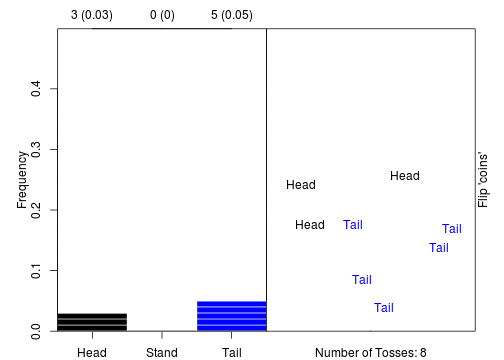 3 (0.03) 0 (0) 5 (0.05)
Frequency
0.4
0.3
0.2
0.1
0.0
Head Stand Tail
Head
Head
Head Tail
Tail
Tail
Tail
Tail
Number of Tosses: 8
Flip 'coins'